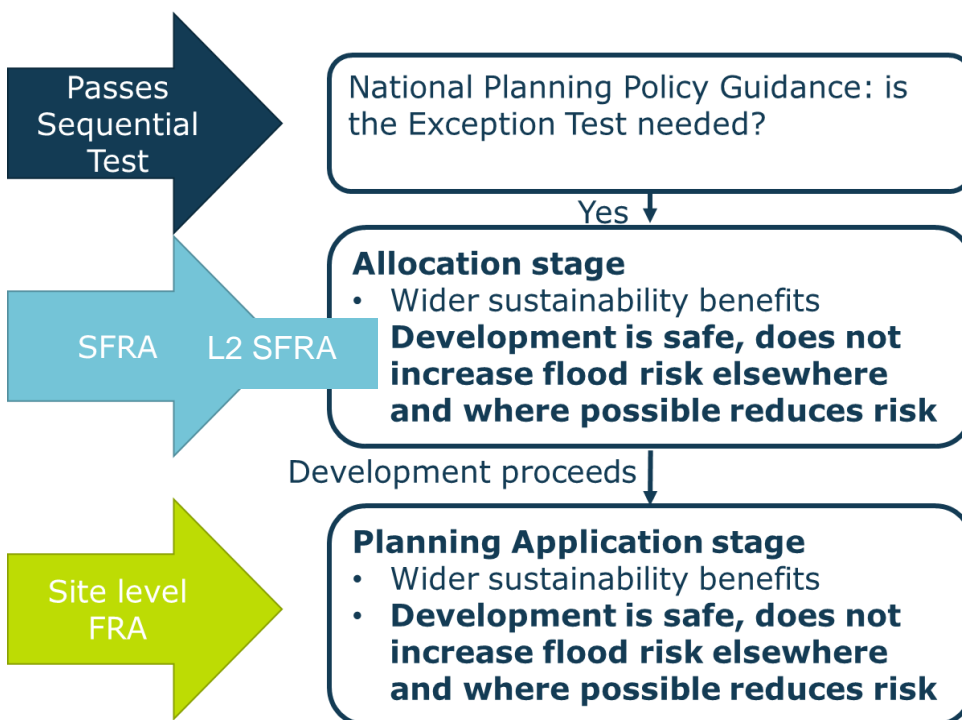 Passes
Sequential
Test
National Planning Policy Guidance: is
the Exception Test needed?
Yes
SFRA
L2 SFRA
Allocation stage
• Wider sustainability benefits
Development is safe, does not
increase flood risk elsewhere
and where possible reduces risk
Development proceeds
Site level
FRA
Planning Application stage
• Wider sustainability benefits
• Development is safe, does not
increase flood risk elsewhere
and where possible reduces risk